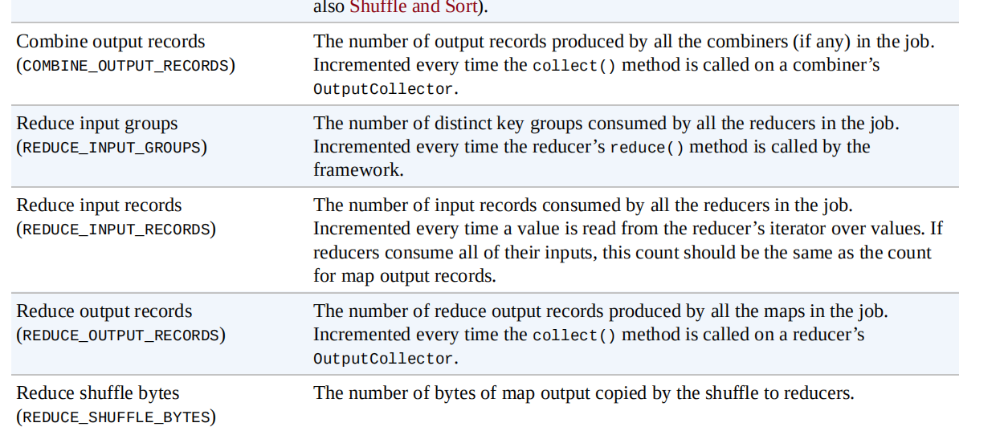 also Shuffle and Sort).
Combine output records
(COMBINE_OUTPUT_RECORDS)
The number of output records produced by all the combiners (if any) in the job.
Incremented every time the collect() method is called on a combiner’s
OutputCollector.
Reduce input groups
(REDUCE_INPUT_GROUPS)
The number of distinct key groups consumed by all the reducers in the job.
Incremented every time the reducer’s reduce() method is called by the
framework.
Reduce input records
(REDUCE_INPUT_RECORDS)
The number of input records consumed by all the reducers in the job.
Incremented every time a value is read from the reducer’s iterator over values. If
reducers consume all of their inputs, this count should be the same as the count
for map output records.
Reduce output records
(REDUCE_OUTPUT_RECORDS)
The number of reduce output records produced by all the maps in the job.
Incremented every time the collect() method is called on a reducer’s
OutputCollector.
Reduce shuffle bytes
(REDUCE_SHUFFLE_BYTES)
The number of bytes of map output copied by the shuffle to reducers.